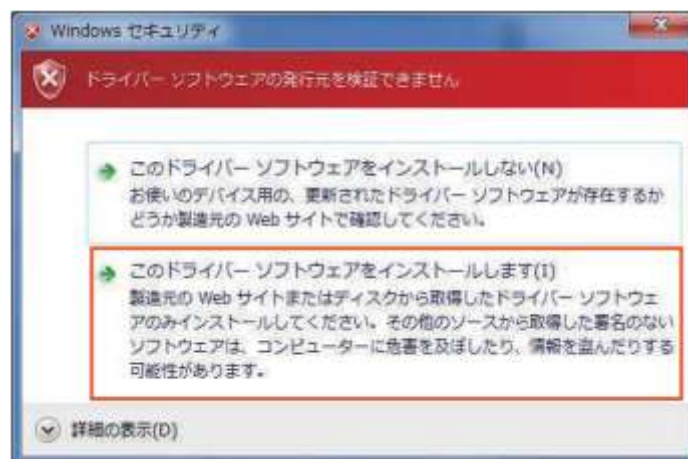 Windows セキュリティ
ドライバー ソフトウェアの発行元を検証できません
このドライバー ソフトウェアをインストールしない(N)
お使いのデバイス用の、更新されたドライバー ソフトウェアが存在するか
どうか製造元の Web サイトで確認してください。
このドライバー ソフトウェアをインストールします(I)
製造元の Web サイトまたはディスクから取得したドライバー ソフトウェ
アのみインストールしてください。その他のソースから取得した署名のない
ソフトウェアは、コンピューターに危害を及ぼしたり、情報を盗んだりする
可能性があります。
詳細の表示(D)